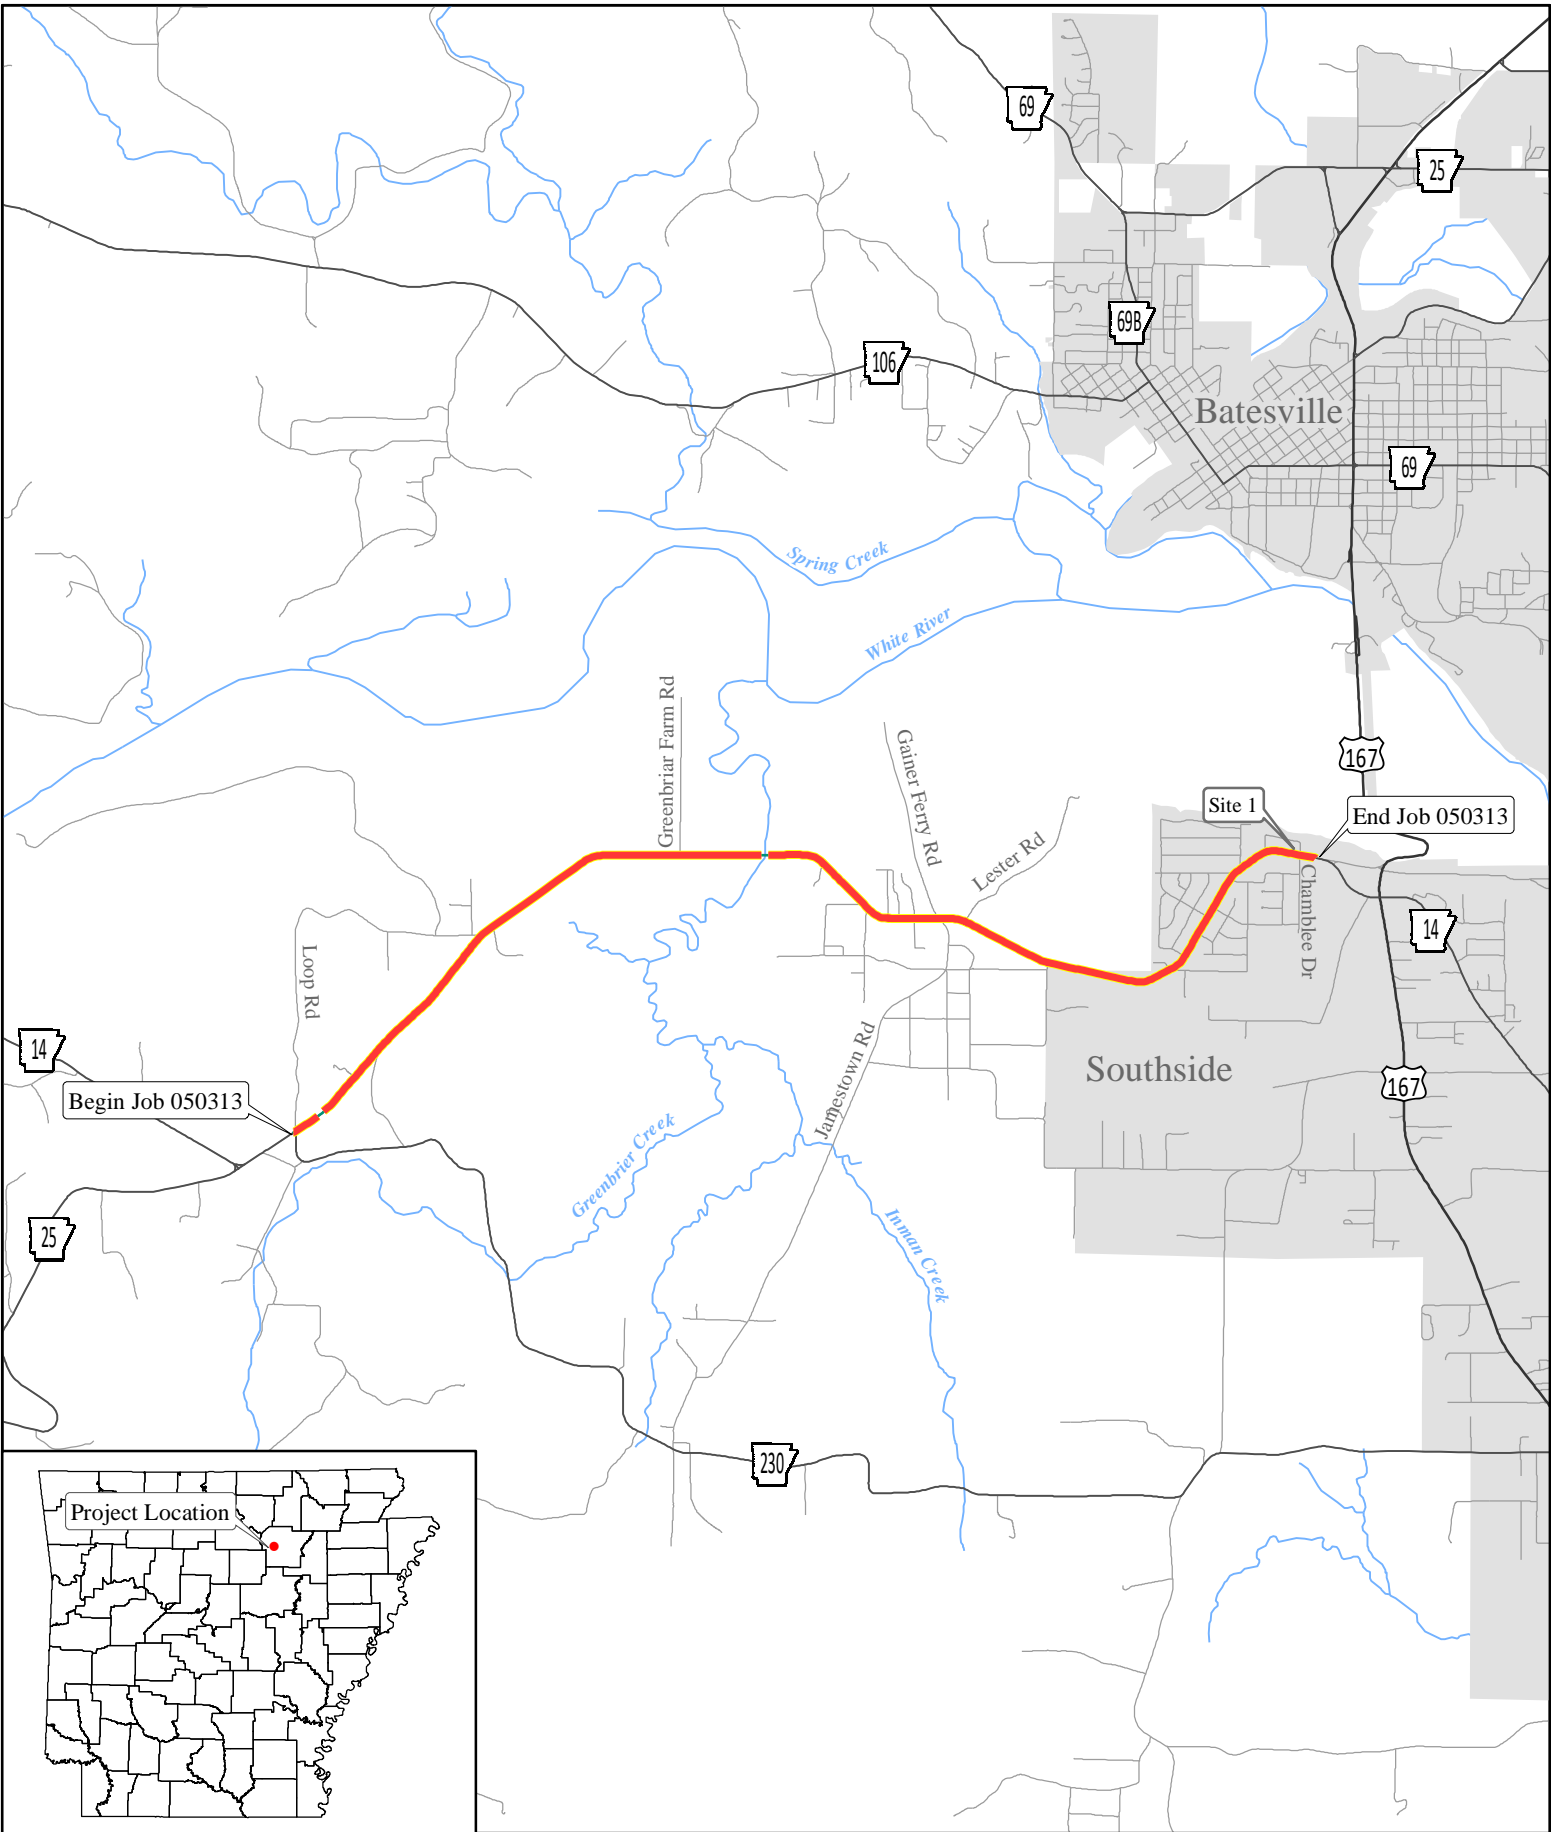 69
25
69B
106
Batesville
69
Spring Creek
White River
Greenbriar Farm Rd
Gainer Ferry Rd
167
Site 1
End Job 050313
Lester Rd
Chamblee Dr
14
Loop Rd
14
Jamestown Rd
Southside
167
Begin Job 050313
Greenbrier Creek
25
Inman Creek
230
Project Location